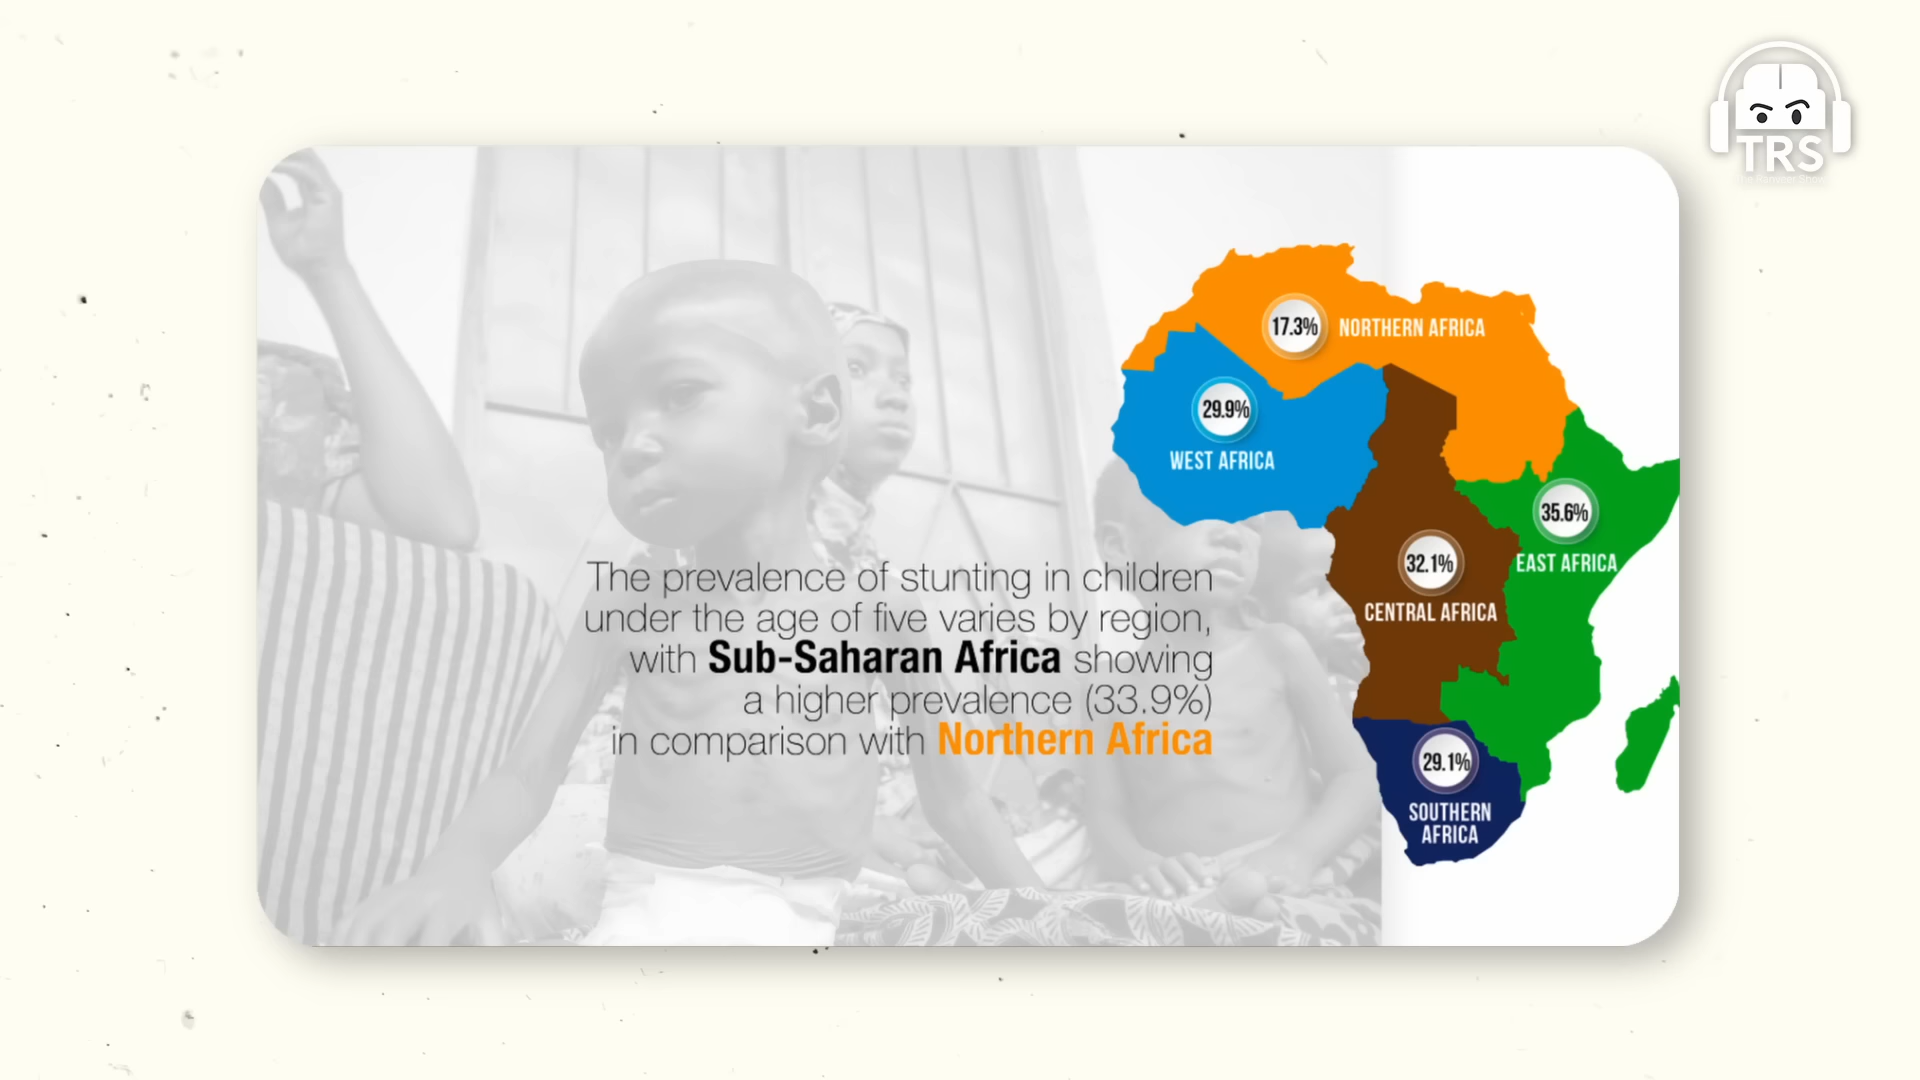 TRS
The prevalence of stunting in children
under the age of five varies by region,
with Sub-Saharan Africa showing
a higher prevalence (33.9%)
in comparison with Northern Africa
17.3% NORTHERN AFRICA
29.9%
WEST AFRICA
35.6%
EAST AFRICA
32.1%
CENTRAL AFRICA
29.1%
SOUTHERN
AFRICA